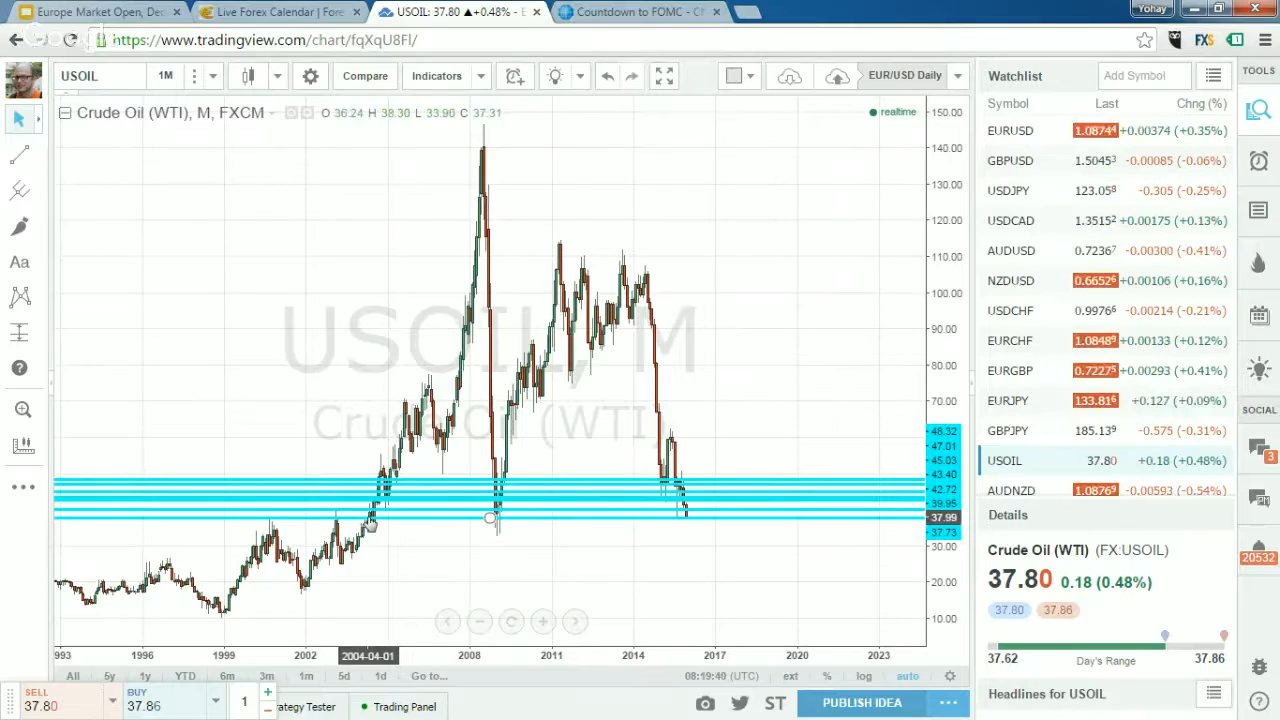 Yohay
Europe Market Open, Dec
Live Forex Calendar | Fore
USOIL: 37.80 ▲+0.48% - E
Countdown to FOMC - CM
https://www.tradingview.com/chart/fqXqU8Fl/
FXS
1
USOIL 1M Compare Indicators EUR/USD Daily
Watchlist Add Symbol TOOLS
Symbol Last Chng (%)
Crude Oil (WTI), M, FXCM O 36.24 H 38.30 L 33.90 C 37.31
realtime
USOIL, M
Crude Oil (WTI)
150.00
140.00
130.00
120.00
110.00
100.00
90.00
80.00
70.00
48.32
47.01
45.03
43.40
42.72
39.95
37.99
37.73
30.00
20.00
10.00
EURUSD 1.08744 +0.00374 (+0.35%)
GBPUSD 1.50453 -0.00085 (-0.06%)
USDJPY 123.058 -0.305 (-0.25%)
USDCAD 1.35152 +0.00175 (+0.13%)
AUDUSD 0.72367 -0.00300 (-0.41%)
NZDUSD 0.66526 +0.00106 (+0.16%)
USDCHF 0.99766 -0.00214 (-0.21%)
EURCHF 1.08489 +0.00133 (+0.12%)
EURGBP 0.72275 +0.00293 (+0.41%)
EURJPY 133.816 +0.127 (+0.09%)
GBPJPY 185.139 -0.575 (-0.31%)
USOIL 37.80 +0.18 (+0.48%)
AUDNZD 1.08769 -0.00593 (-0.54%)
SOCIAL
3
20532
Details
Crude Oil (WTI) (FX:USOIL)
37.80 0.18 (0.48%)
37.80 37.86
37.62 Day's Range 37.86
Headlines for USOIL
Aa
993 1996 1999 2002 2004-04-01 2008 2011 2014 2017 2020 2023
All 5y 1y YTD 6m 3m 1m 5d 1d Go to... 08:19:40 (UTC) ext % log auto
SELL
37.80
BUY
37.86
1
rategy Tester
Trading Panel
ST
PUBLISH IDEA